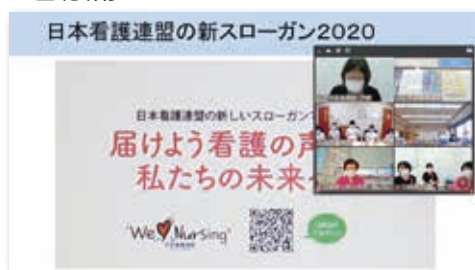 日本看護連盟の新スローガン2020
日本看護連盟の新しいスローガン
届けよう看護の声
私たちの未来へ
"We Nursing"